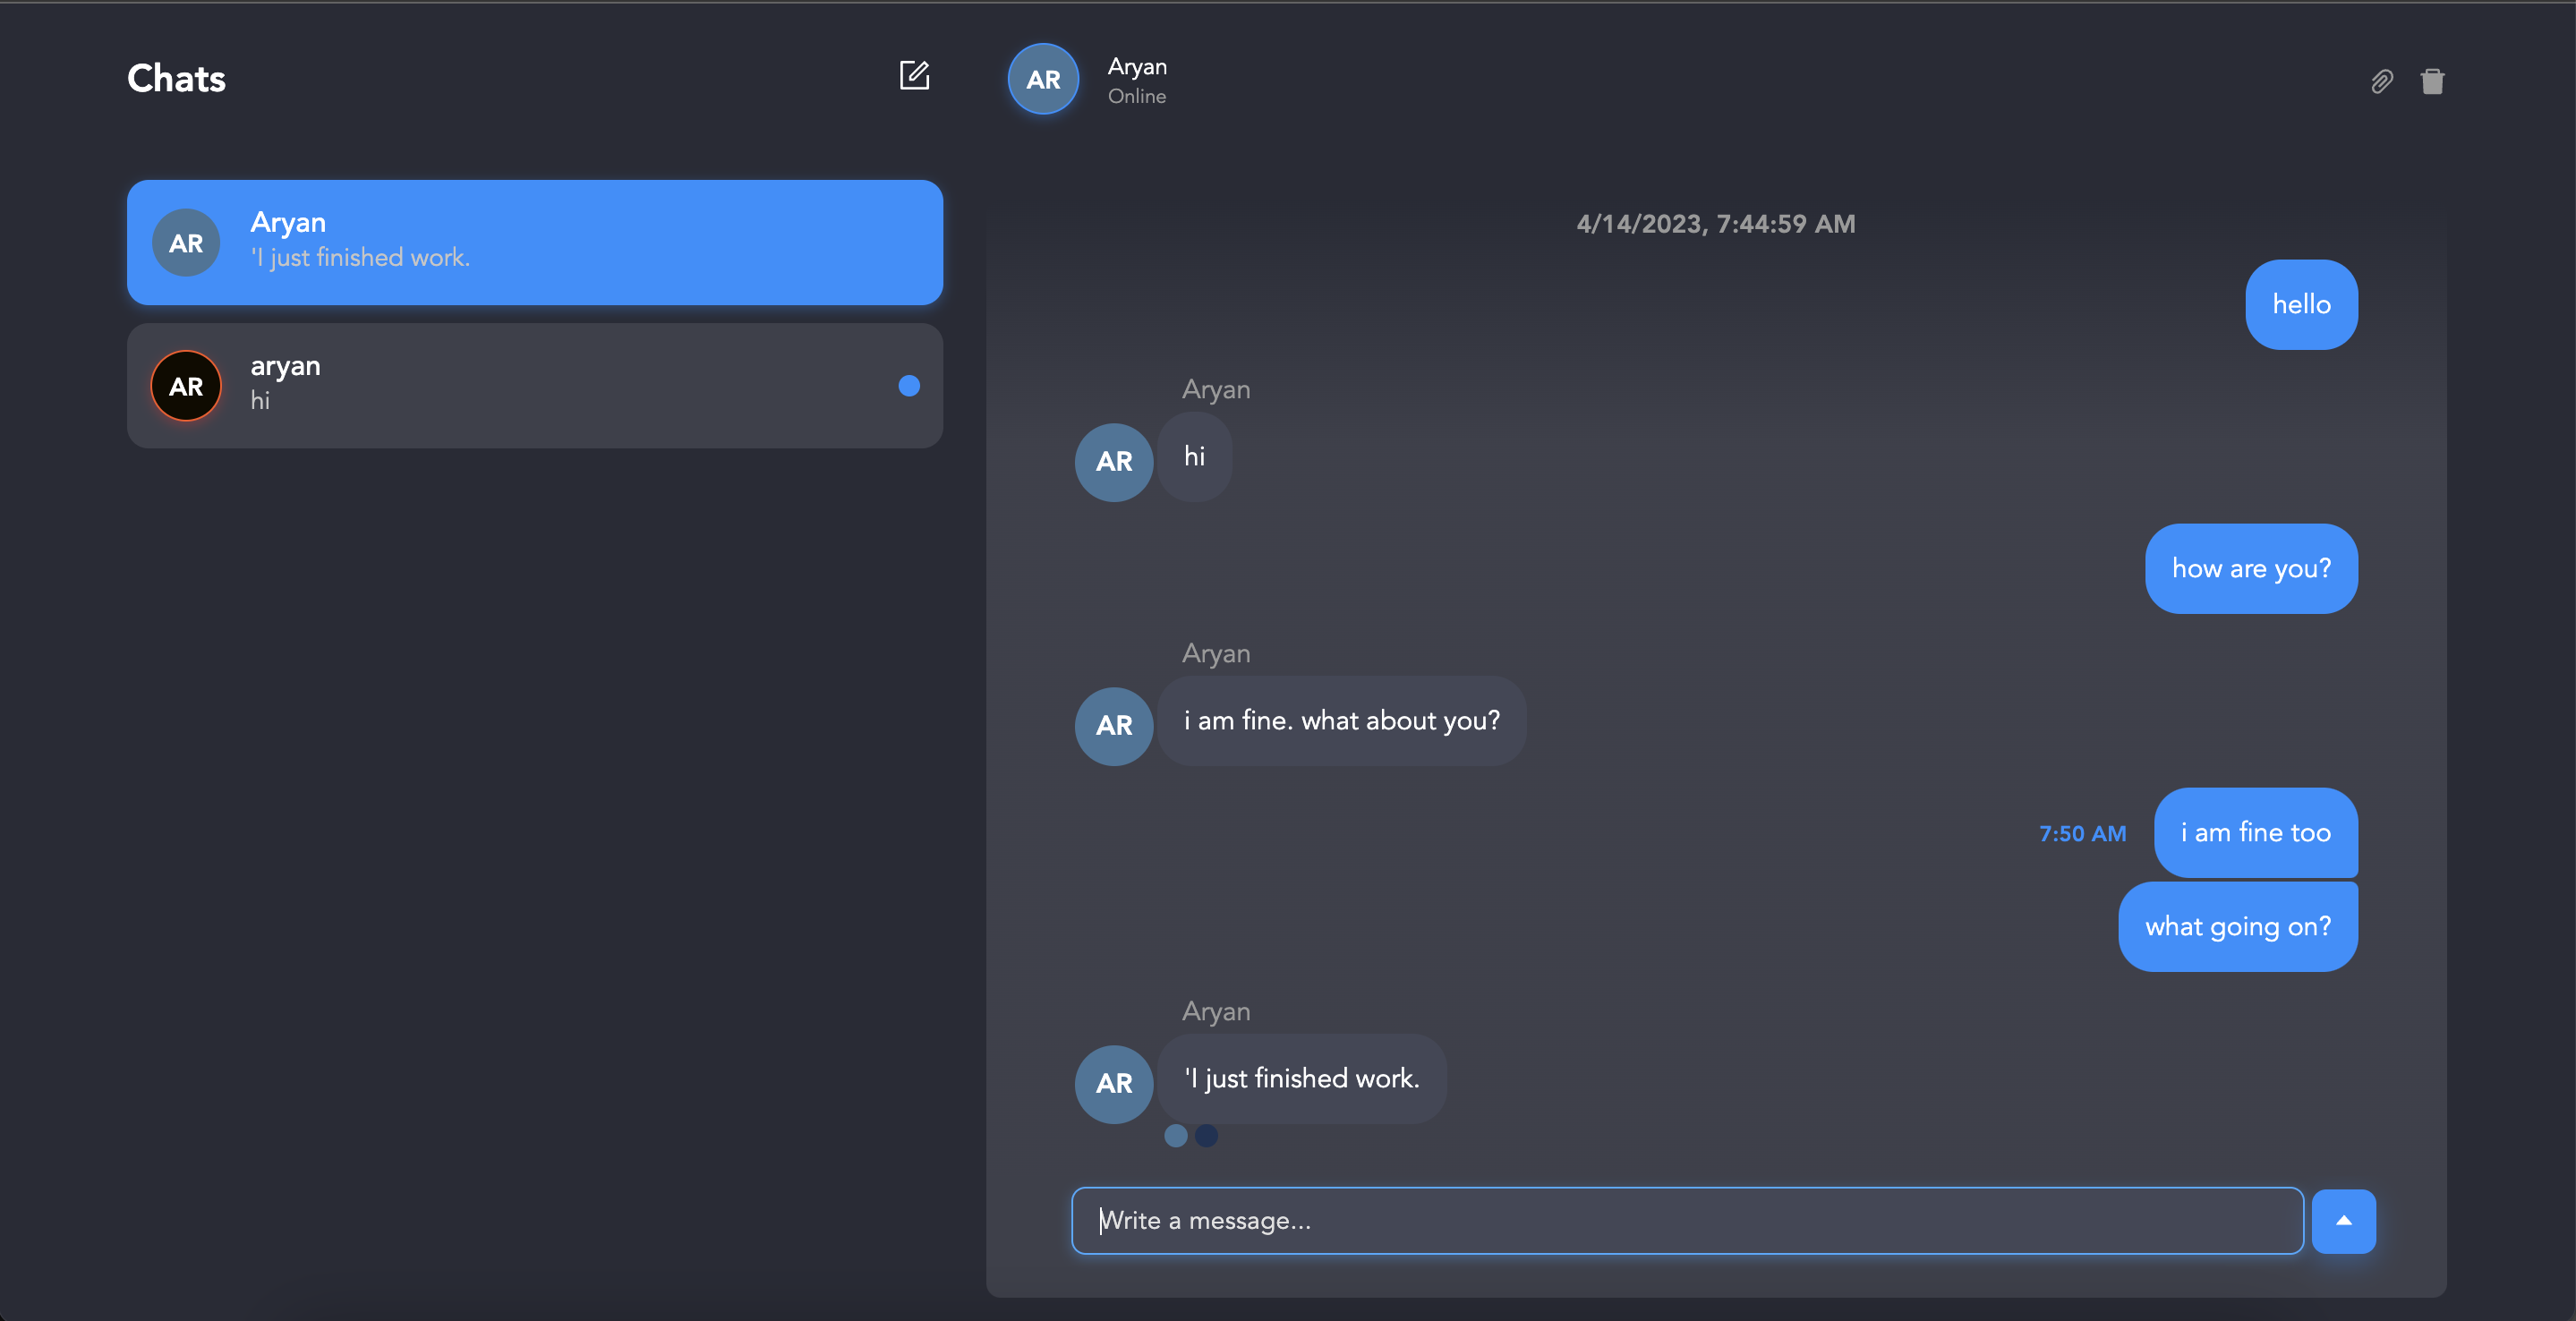 Chats
AR
Aryan
'I just finished work.
AR
aryan
hi
AR
Aryan
Online
4/14/2023, 7:44:59 AM
hello
Aryan
AR
hi
how are you?
Aryan
AR
i am fine. what about you?
7:50 AM
i am fine too
what going on?
Aryan
AR
'I just finished work.
Write a message...